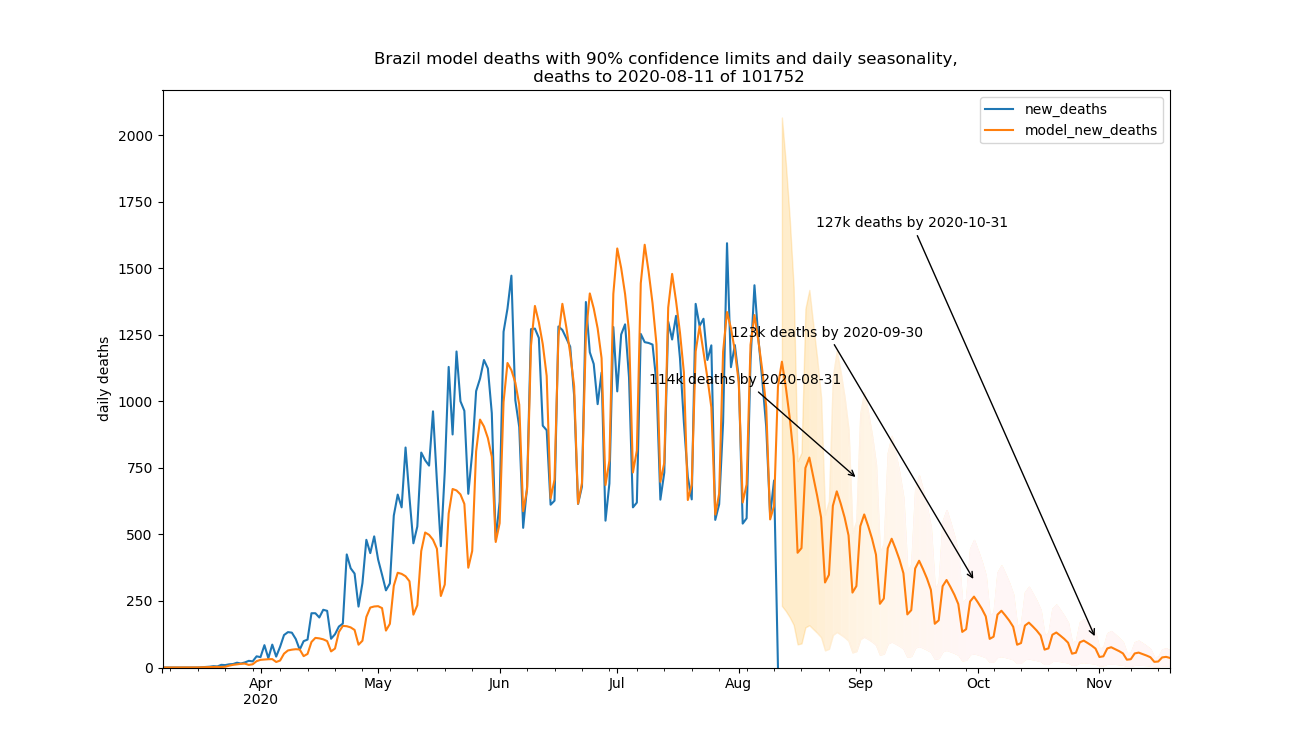 Brazil model deaths with 90% confidence limits and daily seasonality,
deaths to 2020-08-11 of 101752
new_deaths
model_new_deaths
daily deaths
2000
1750
1500
1250
1000
750
500
250
0
127k deaths by 2020-10-31
123k deaths by 2020-09-30
114k deaths by 2020-08-31
Apr
2020
May
Jun
Jul
Aug
Sep
Oct
Nov